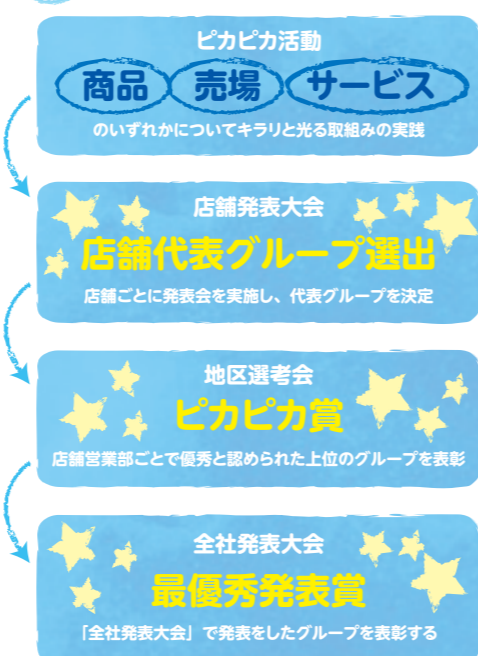 ピカピカ活動
商品 売場 サービス
のいずれかについてキラリと光る取組みの実践
店舗発表大会
店舗代表グループ選出
店舗ごとに発表会を実施し、代表グループを決定
地区選考会
ピカピカ賞
店舗営業部ごとで優秀と認められた上位のグループを表彰
全社発表大会
最優秀発表賞
「全社発表大会」で発表をしたグループを表彰する